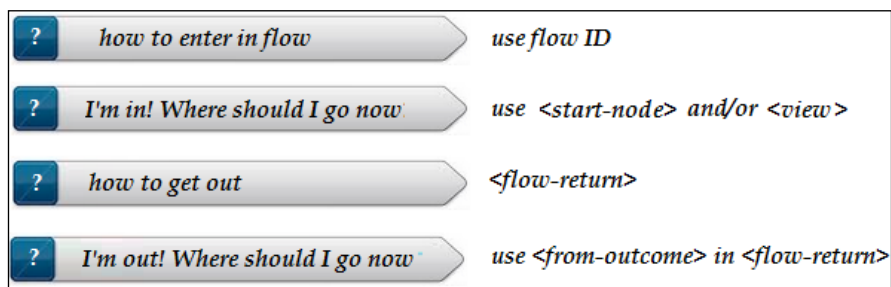 ? how to enter in flow use flow ID
? I'm in! Where should I go now use <start-node> and/or <view>
? how to get out <flow-return>
? I'm out! Where should I go now use <from-outcome> in <flow-return>